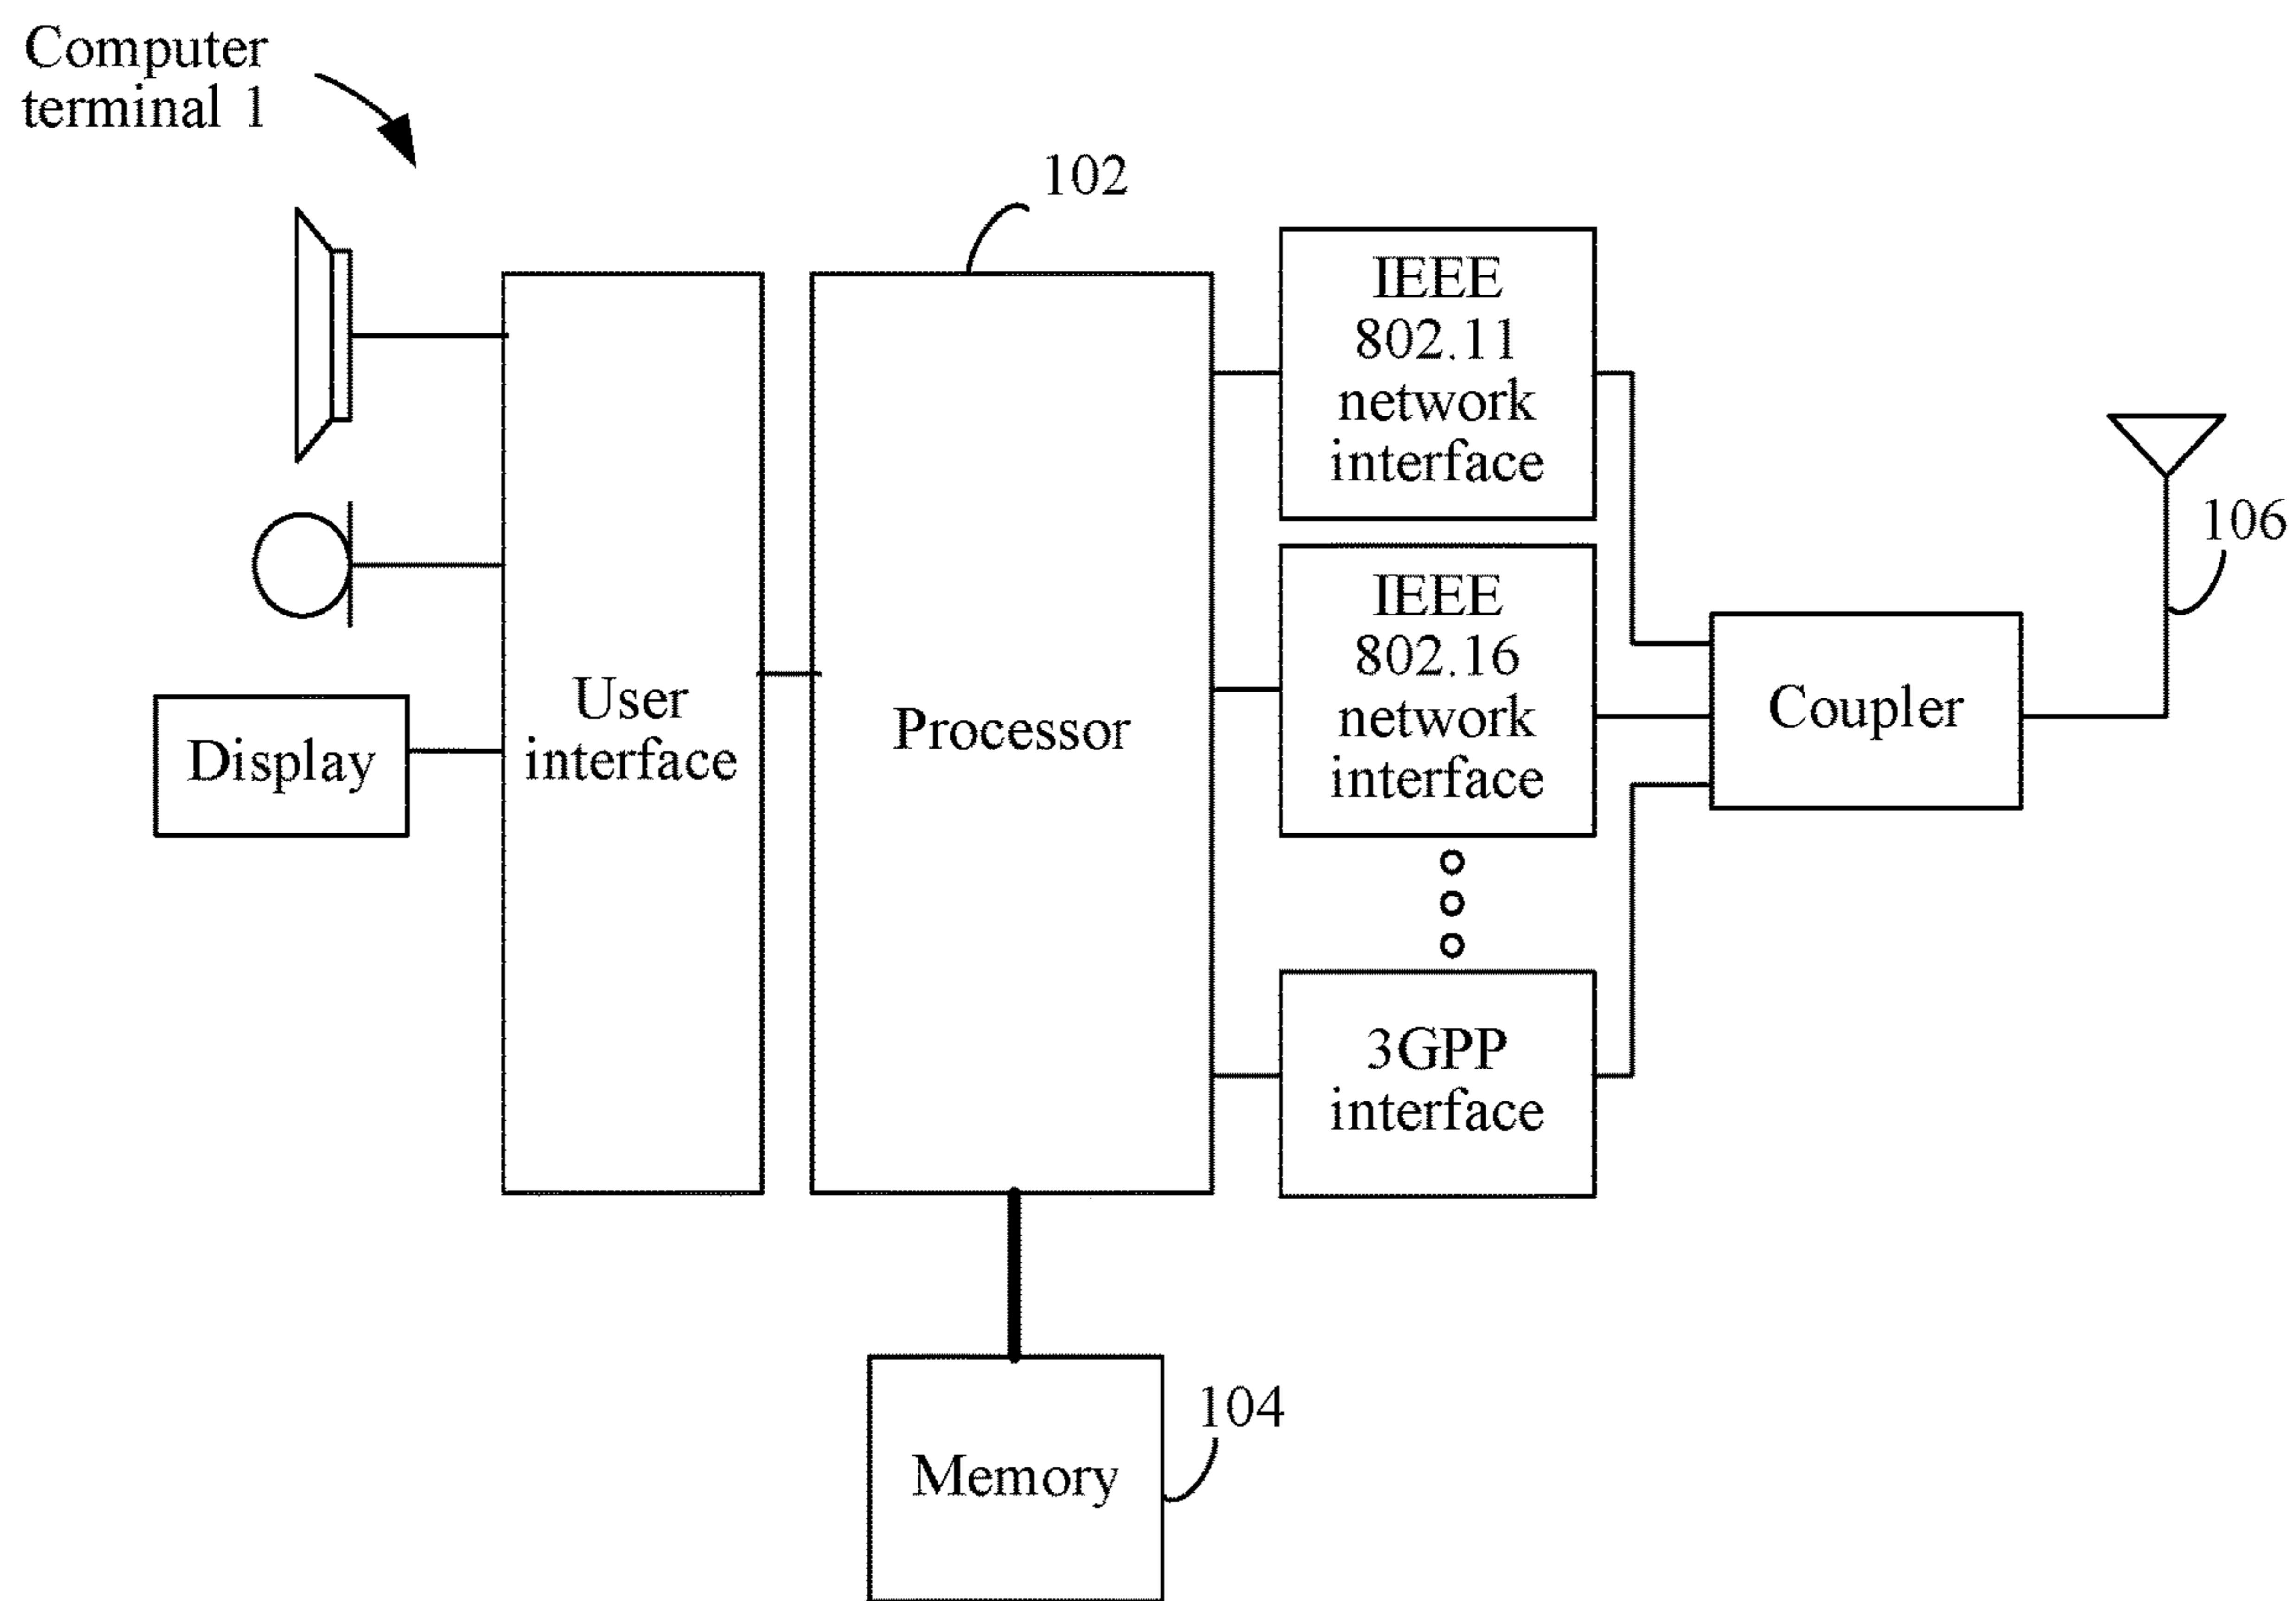 Computer
terminal 1
102
IEEE
802.11
network
interface
106
IEEE
802.16
network
interface
User
interface
Processor
Coupler
Display
3GPP
interface
104
Memory